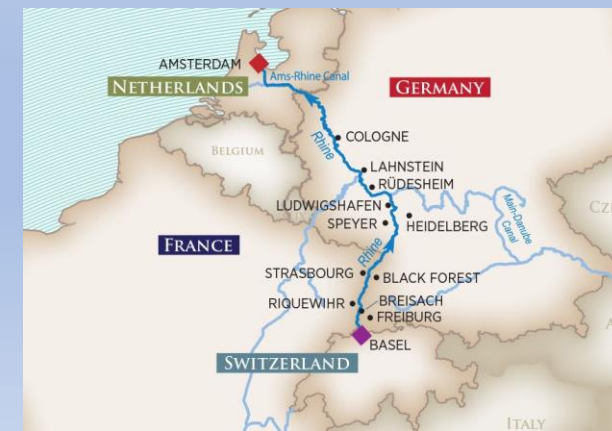 AMSTERDAM
Ams-Rhine Canal
NETHERLANDS
GERMANY
COLOGNE
Rhine
BELGIUM
LAHNSTEIN
RÜDESHEIM
LUDWIGSHAFEN
SPEYER
HEIDELBERG
Main-Danube
Canal
CZ
FRANCE
Rhine
STRASBOURG
BLACK FOREST
RIQUEWIHR
BREISACH
FREIBURG
BASEL
SWITZERLAND
ITALY